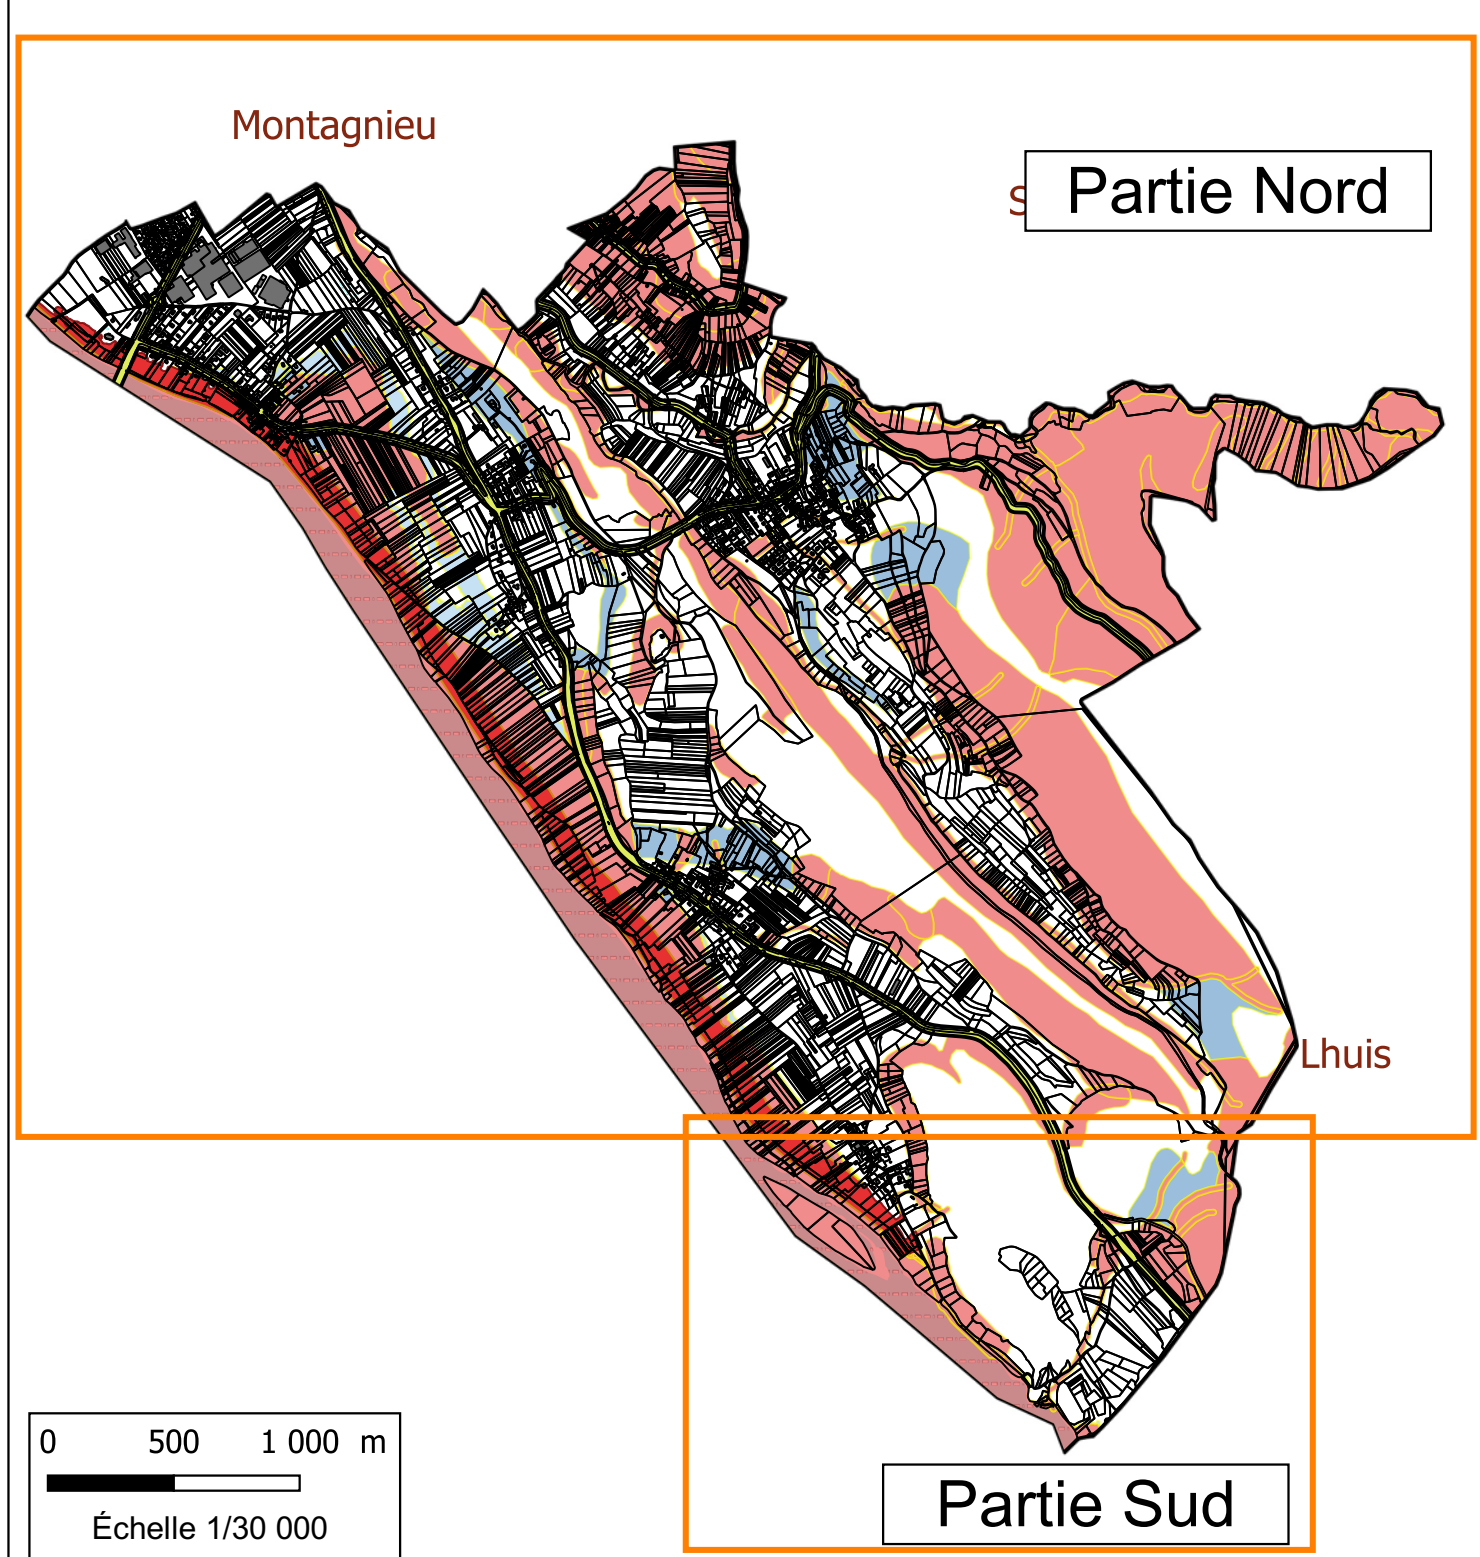 Montagnieu
S
Partie Nord
Lhuis
0 500 1 000 m
Échelle 1/30 000
Partie Sud